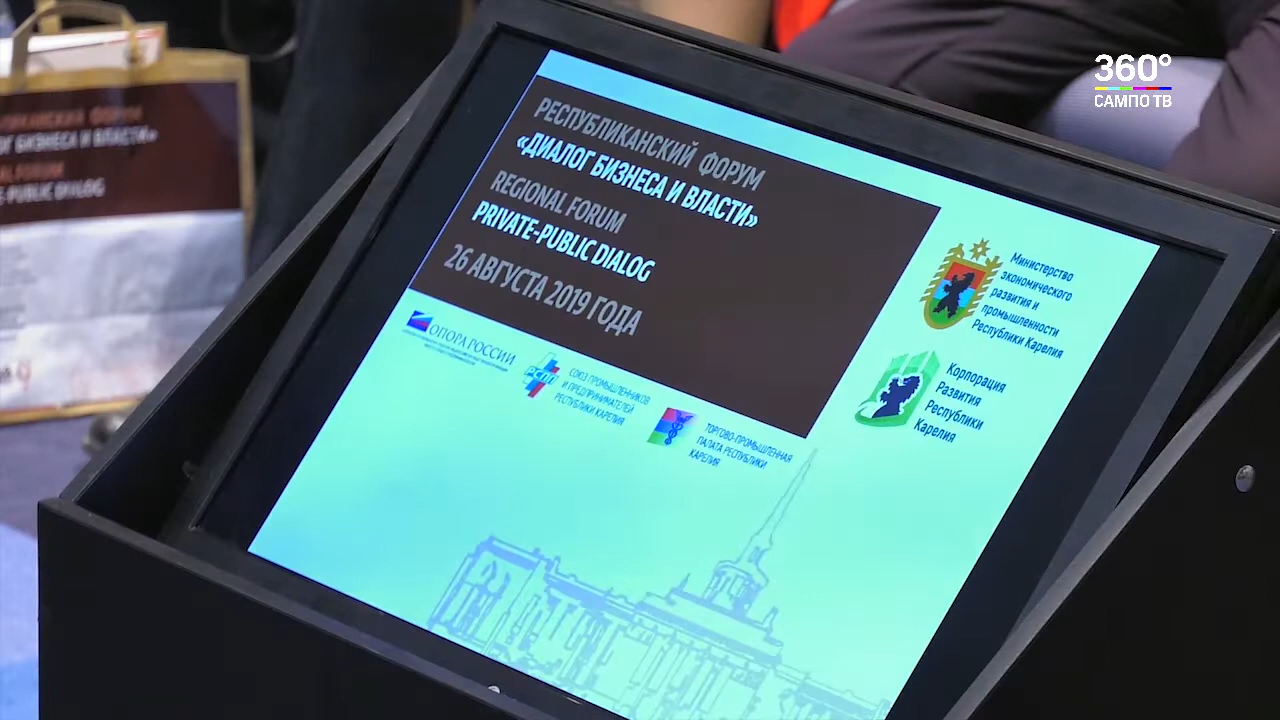 360°
САМПО ТВ
РЕСПУБЛИКАНСКИЙ ФОРУМ
«ДИАЛОГ БИЗНЕСА И ВЛАСТИ»
REGIONAL FORUM
PRIVATE-PUBLIC DIALOG
26 АВГУСТА 2019 ГОДА
Министерство
экономического
развития и
промышленности
Республики Карелия
Корпорация
Развития
Республики
Карелия
ОПОРА РОССИИ
РСПП
СОЮЗ ПРОМЫШЛЕННИКОВ
И ПРЕДПРИНИМАТЕЛЕЙ
РЕСПУБЛИКИ КАРЕЛИЯ
ТОРГОВО-ПРОМЫШЛЕННАЯ
ПАЛАТА РЕСПУБЛИКИ
КАРЕЛИЯ
ФОРУМ
БИЗНЕСА И ВЛАСТИ»
FORUM
PUBLIC DIALOG